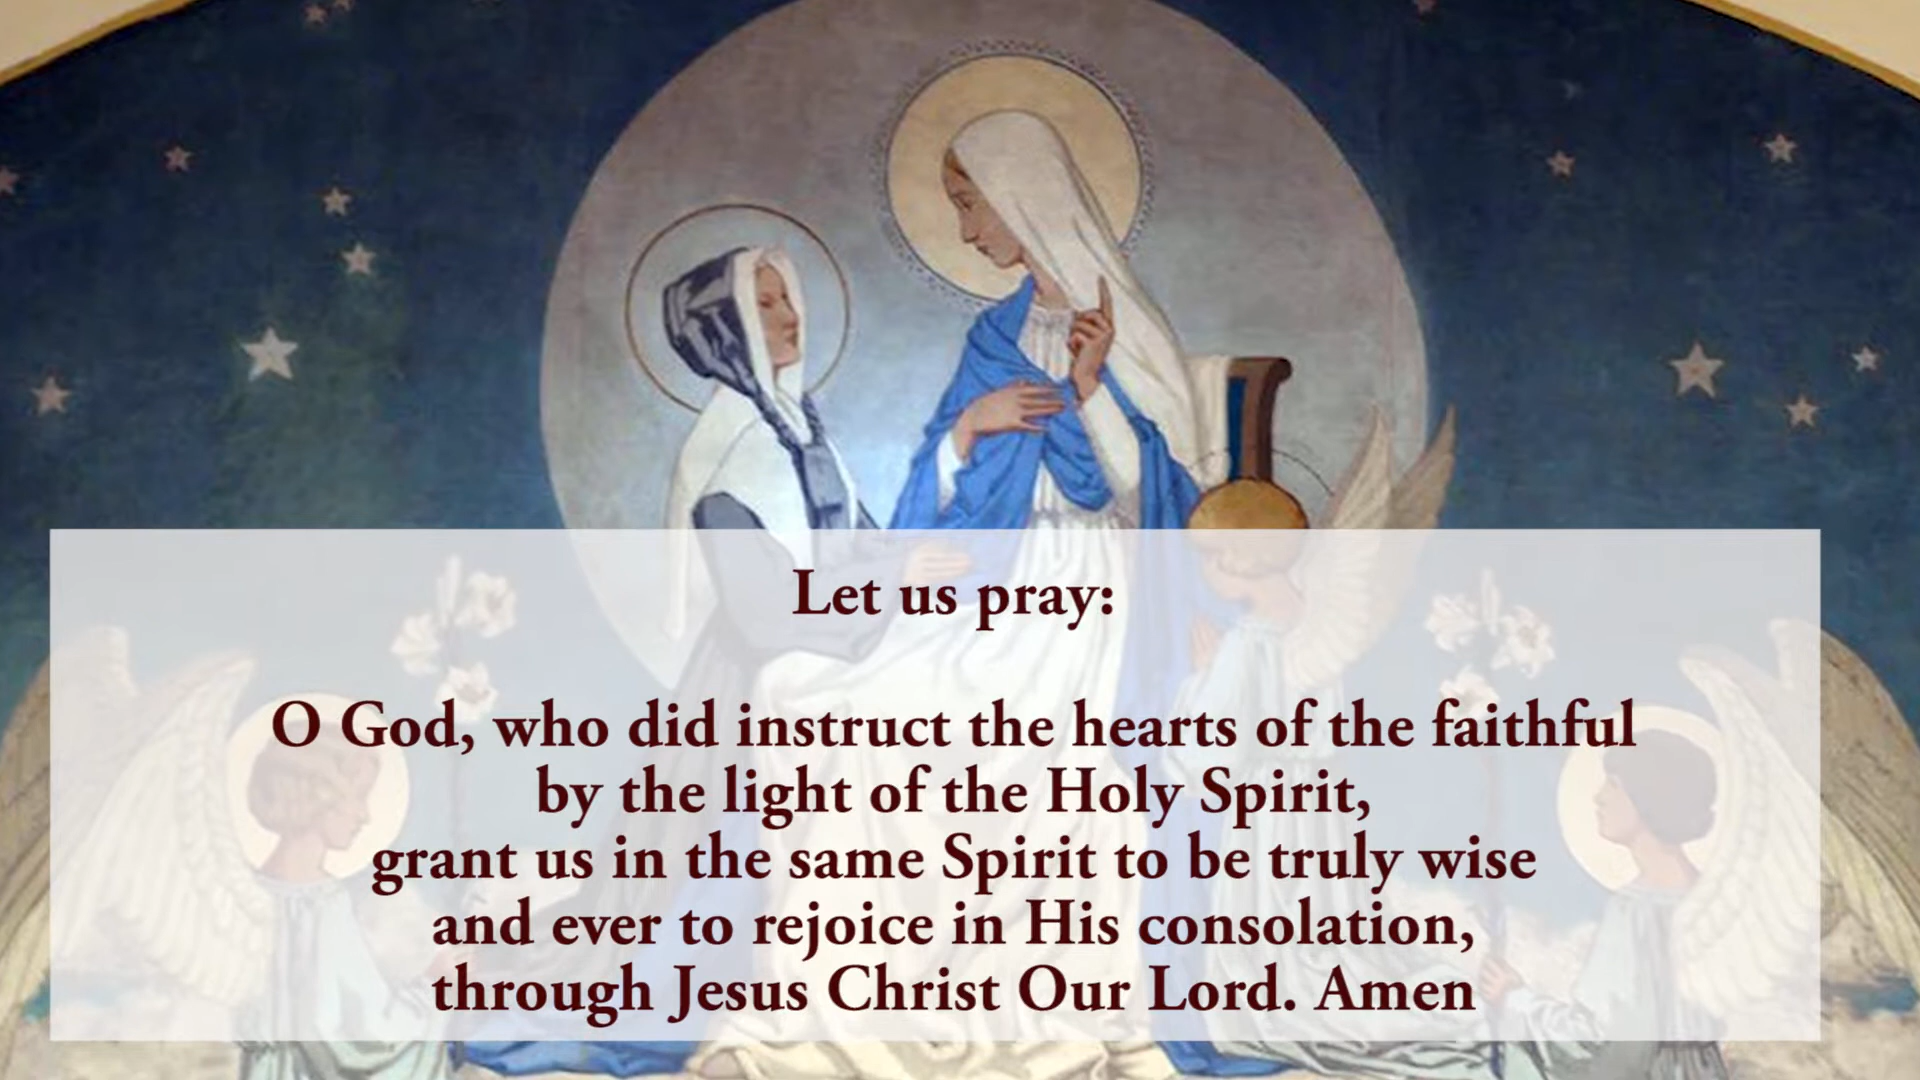 Let us pray:
O God, who did instruct the hearts of the faithful
by the light of the Holy Spirit,
grant us in the same Spirit to be truly wise
and ever to rejoice in His consolation,
through Jesus Christ Our Lord. Amen